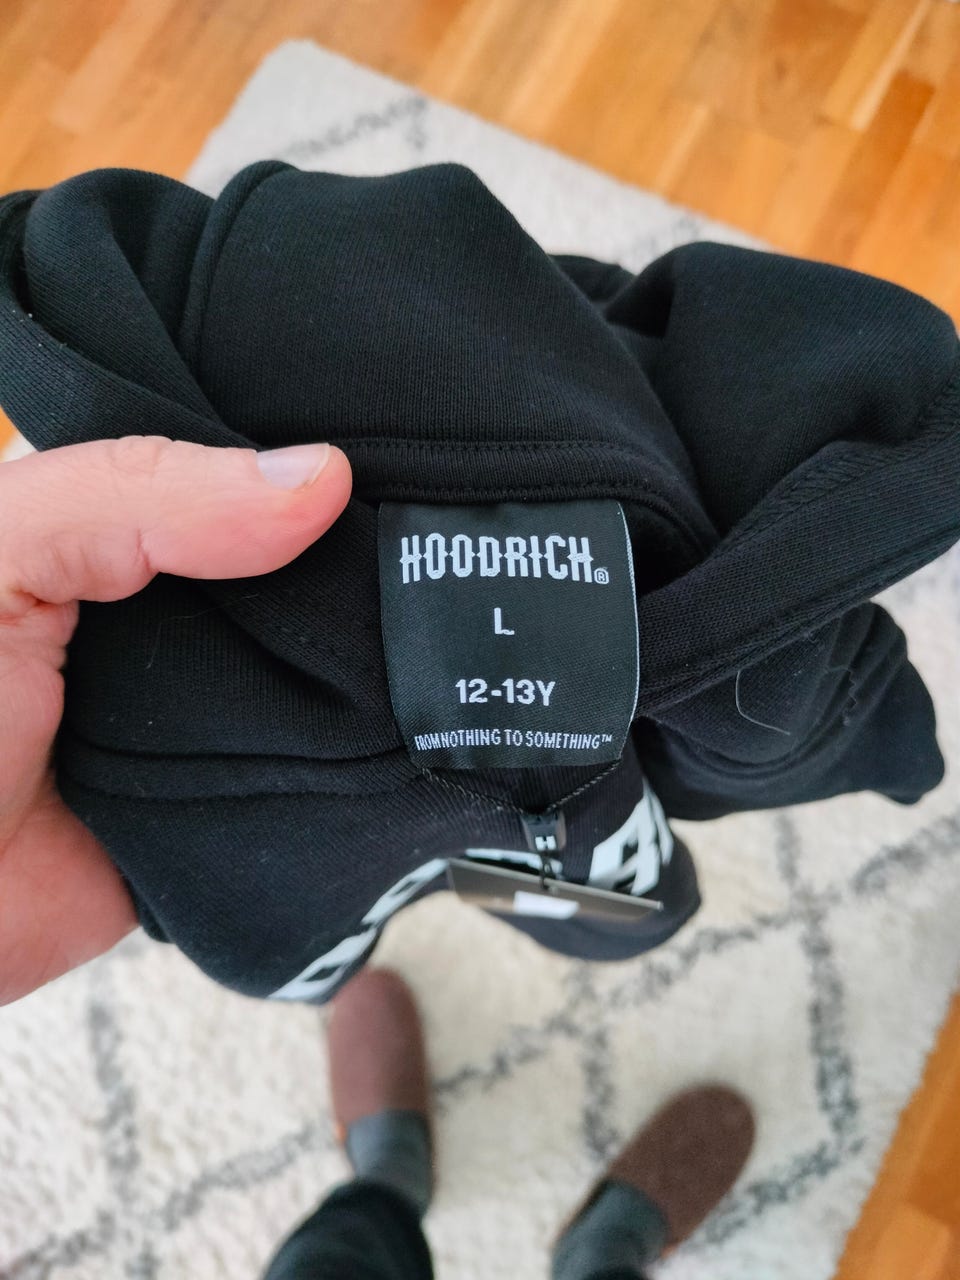 HOODRICH®
L
12-13Y
FROM NOTHING TO SOMETHING™
H